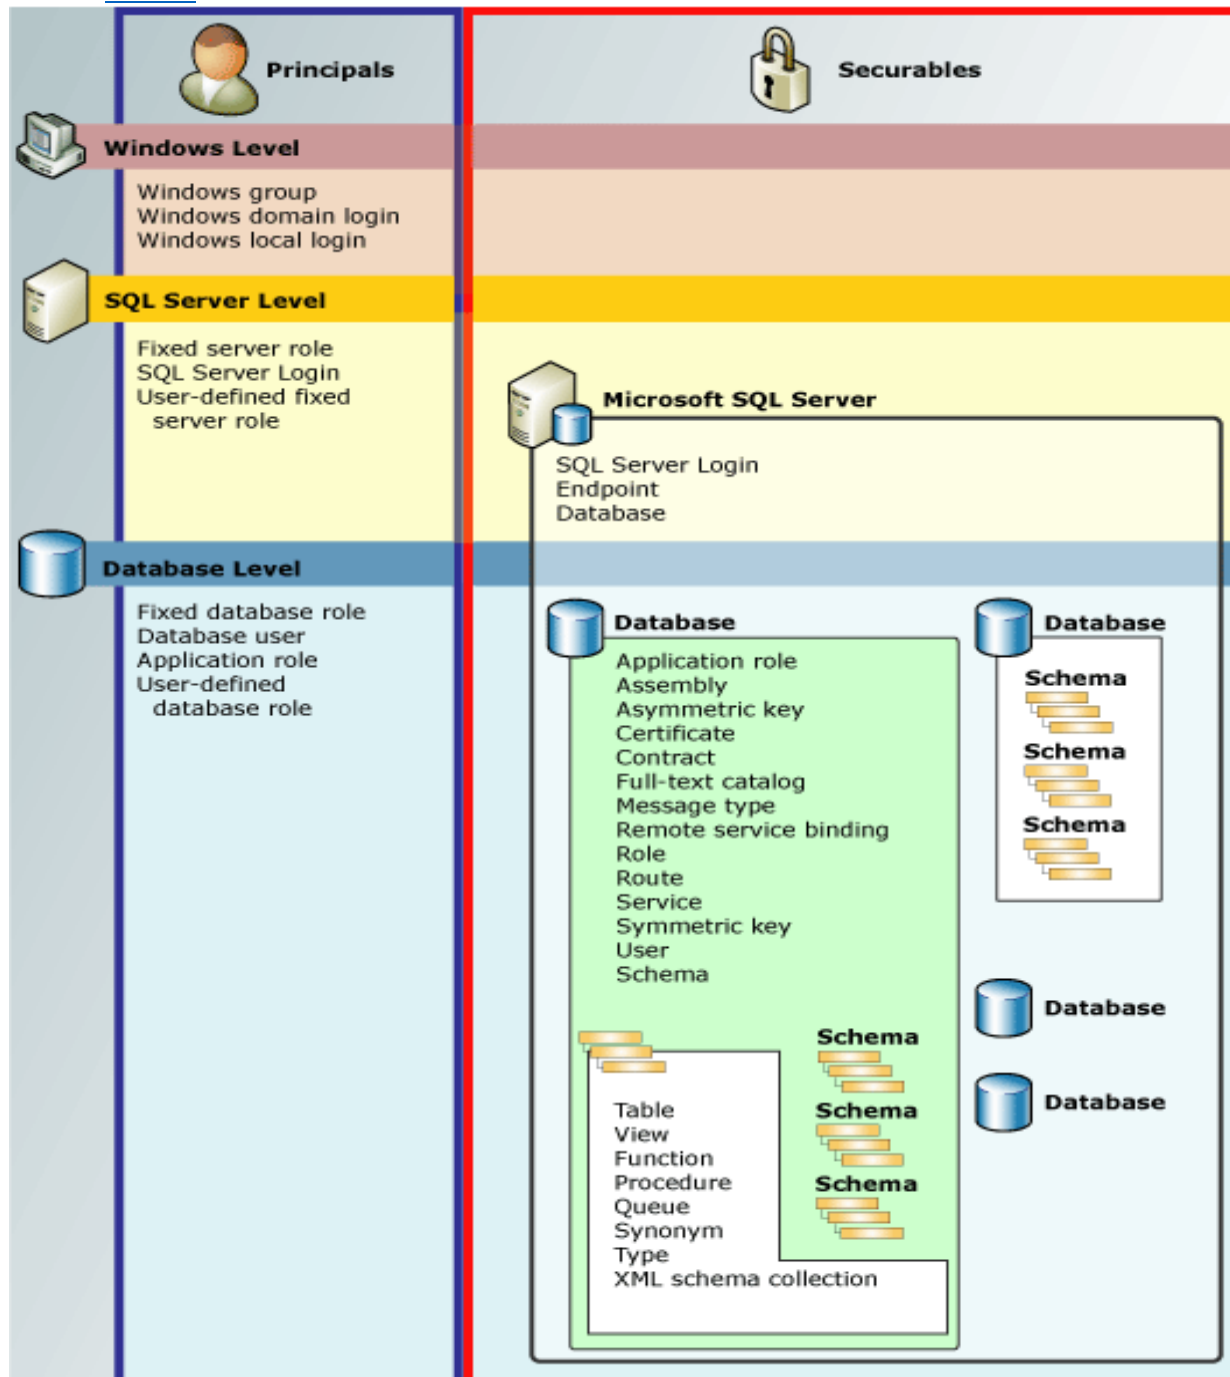 Principals
Securables
Windows Level
Windows group
Windows domain login
Windows local login
SQL Server Level
Fixed server role
SQL Server Login
User-defined fixed
server role
Microsoft SQL Server
SQL Server Login
Endpoint
Database
Database Level
Fixed database role
Database user
Application role
User-defined
database role
Database
Application role
Assembly
Asymmetric key
Certificate
Contract
Full-text catalog
Message type
Remote service binding
Role
Route
Service
Symmetric key
User
Schema
Table
View
Function
Procedure
Queue
Synonym
Type
XML schema collection
Schema
Schema
Schema
Database
Schema
Schema
Schema
Database
Database